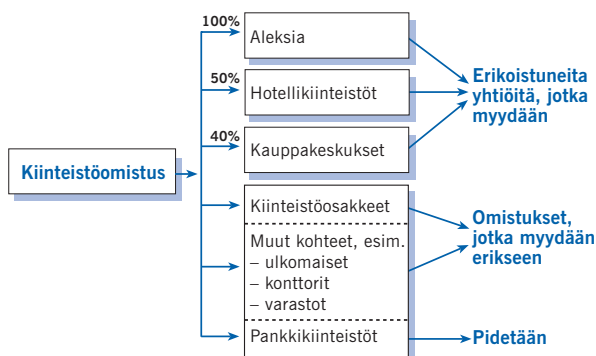 100%
Aleksia
50%
Hotellikiinteistöt
40%
Kauppakeskukset
Erikoistuneita
yhtiöitä, jotka
myydään
Kiinteistöomistus
Kiinteistöosakkeet
Muut kohteet, esim.
– ulkomaiset
– konttorit
– varastot
Omistukset,
jotka myydään
erikseen
Pankkikiinteistöt
Pidetään